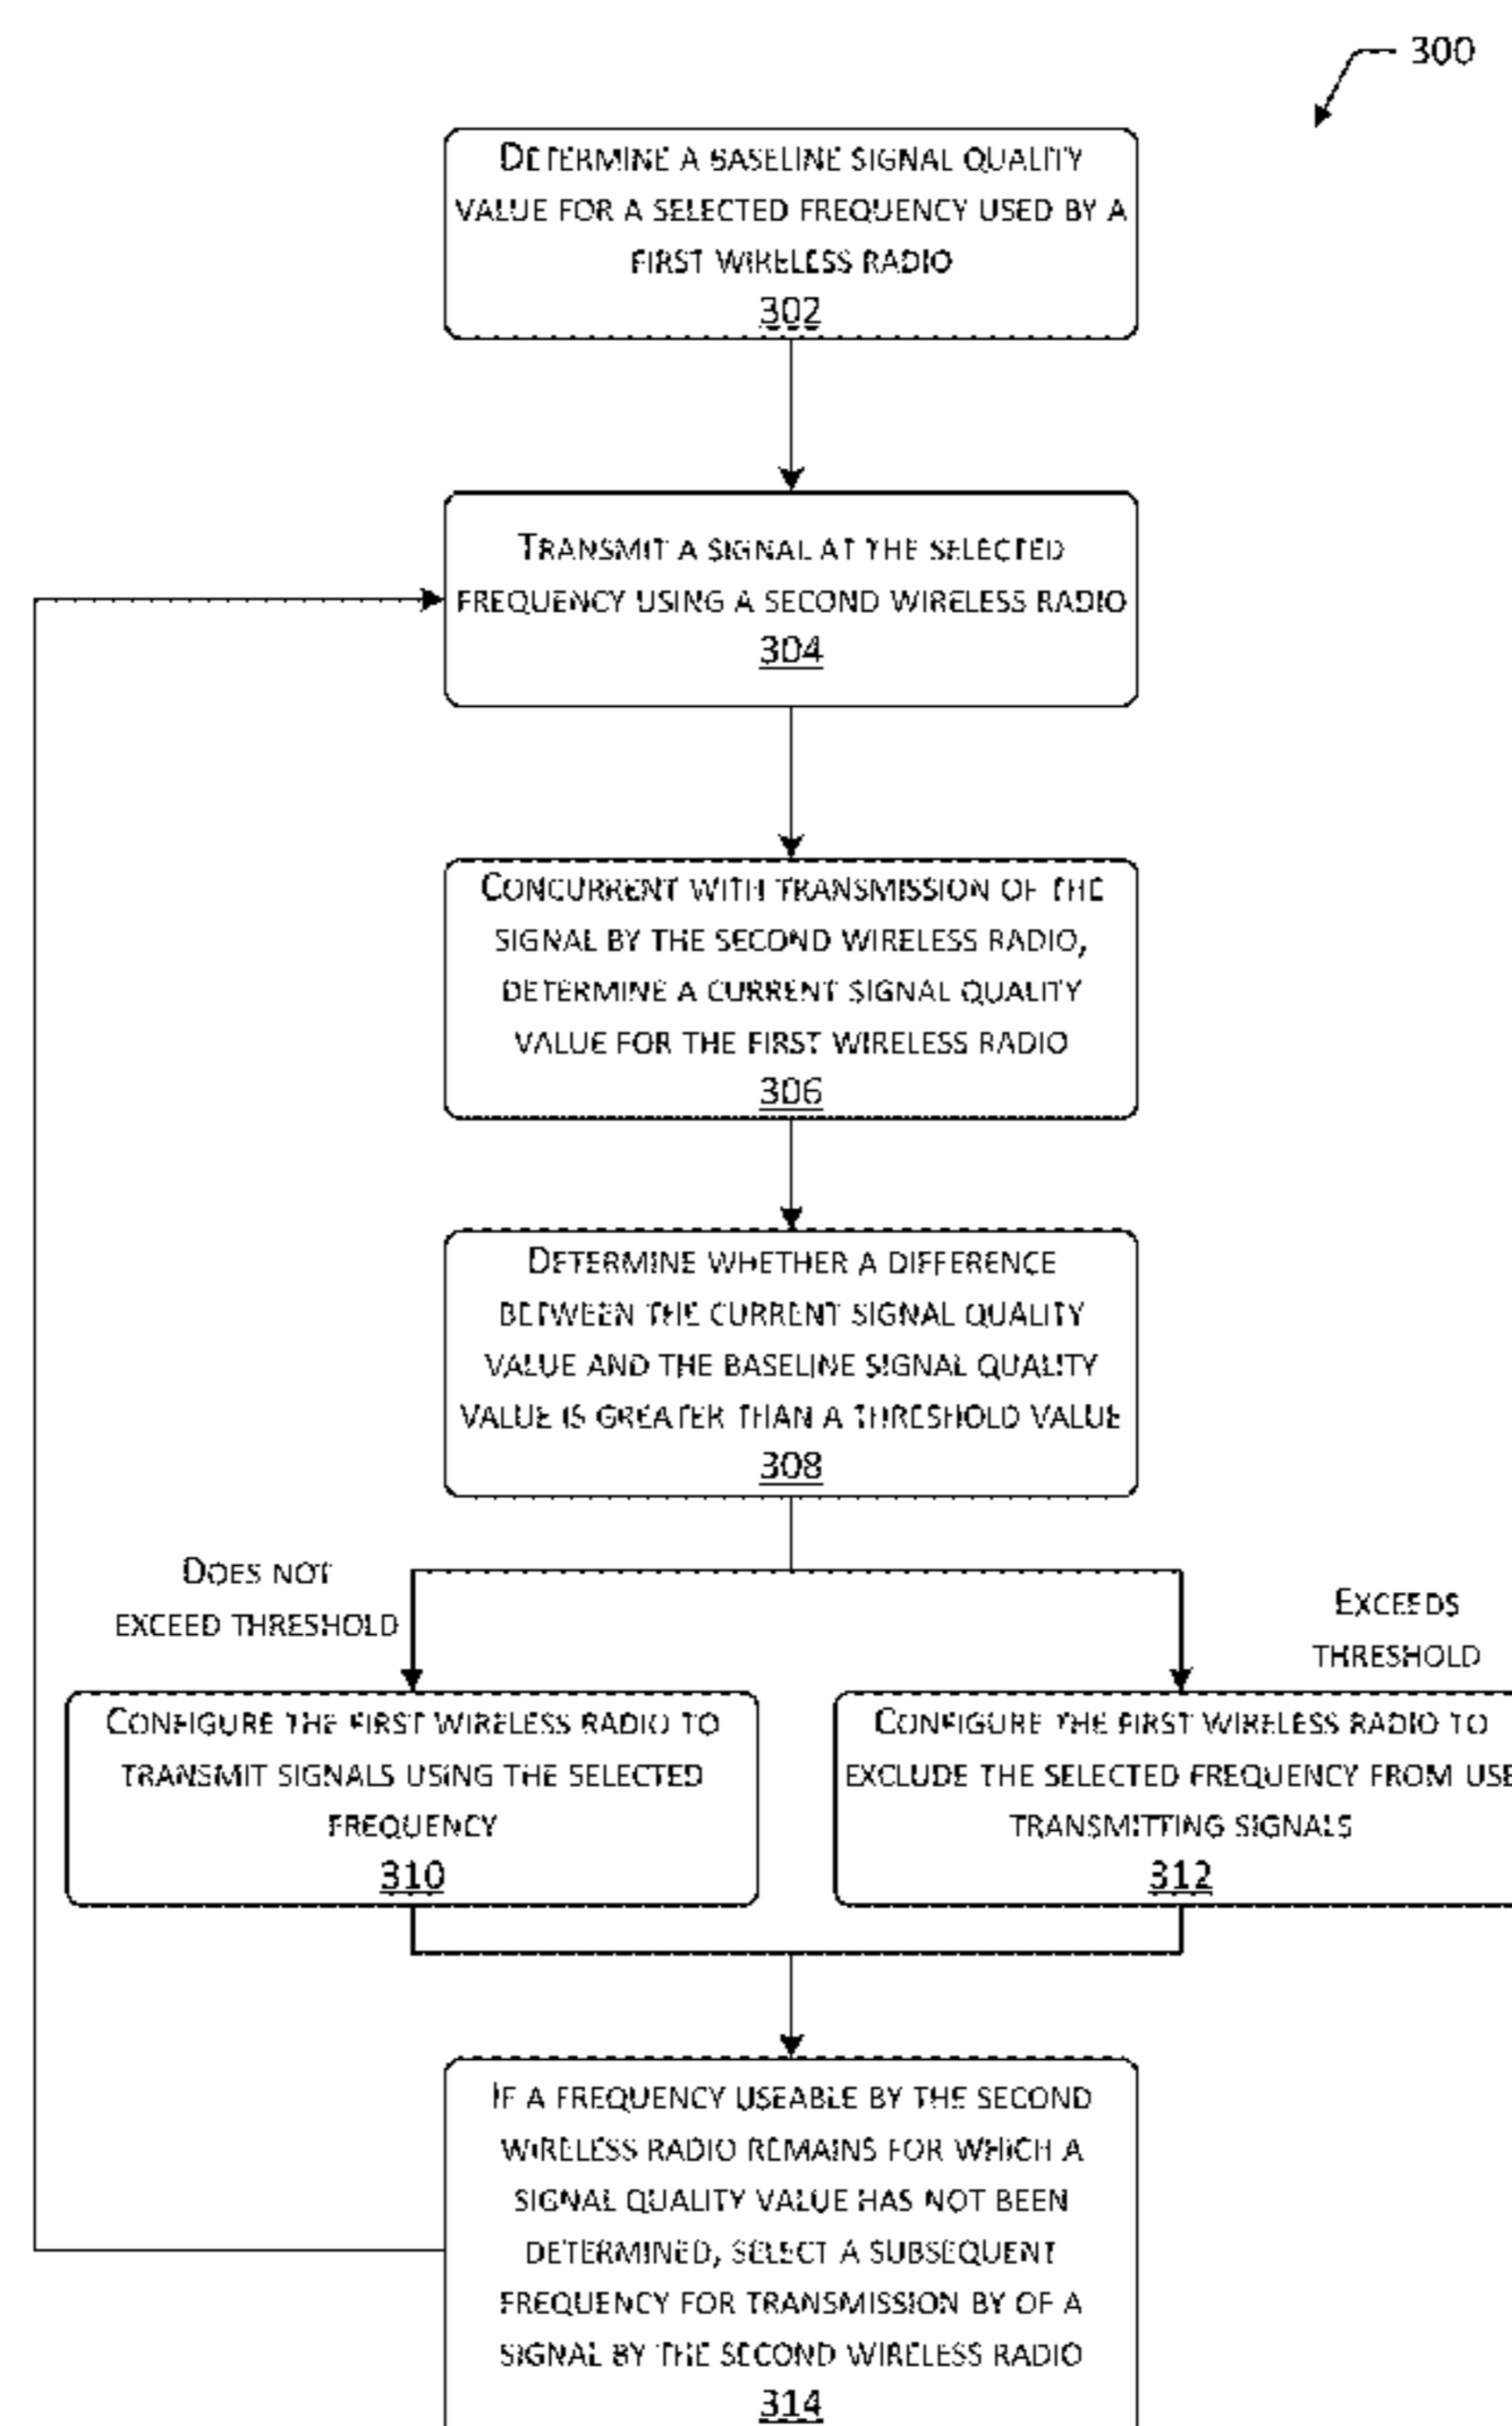 300
DETERMINE A BASELINE SIGNAL QUALITY
VALUE FOR A SELECTED FREQUENCY USED BY A
FIRST WIRELESS RADIO
302
TRANSMIT A SIGNAL AT THE SELECTED
FREQUENCY USING A SECOND WIRELESS RADIO
304
CONCURRENT WITH TRANSMISSION OF THE
SIGNAL BY THE SECOND WIRELESS RADIO,
DETERMINE A CURRENT SIGNAL QUALITY
VALUE FOR THE FIRST WIRELESS RADIO
306
DETERMINE WHETHER A DIFFERENCE
BETWEEN THE CURRENT SIGNAL QUALITY
VALUE AND THE BASELINE SIGNAL QUALITY
VALUE IS GREATER THAN A THRESHOLD VALUE
308
DOES NOT
EXCEED THRESHOLD
EXCEEDS
THRESHOLD
CONFIGURE THE FIRST WIRELESS RADIO TO
TRANSMIT SIGNALS USING THE SELECTED
FREQUENCY
310
CONFIGURE THE FIRST WIRELESS RADIO TO
EXCLUDE THE SELECTED FREQUENCY FROM USE
TRANSMITTING SIGNALS
312
IF A FREQUENCY USEABLE BY THE SECOND
WIRELESS RADIO REMAINS FOR WHICH A
SIGNAL QUALITY VALUE HAS NOT BEEN
DETERMINED, SELECT A SUBSEQUENT
FREQUENCY FOR TRANSMISSION BY OF A
SIGNAL BY THE SECOND WIRELESS RADIO
314